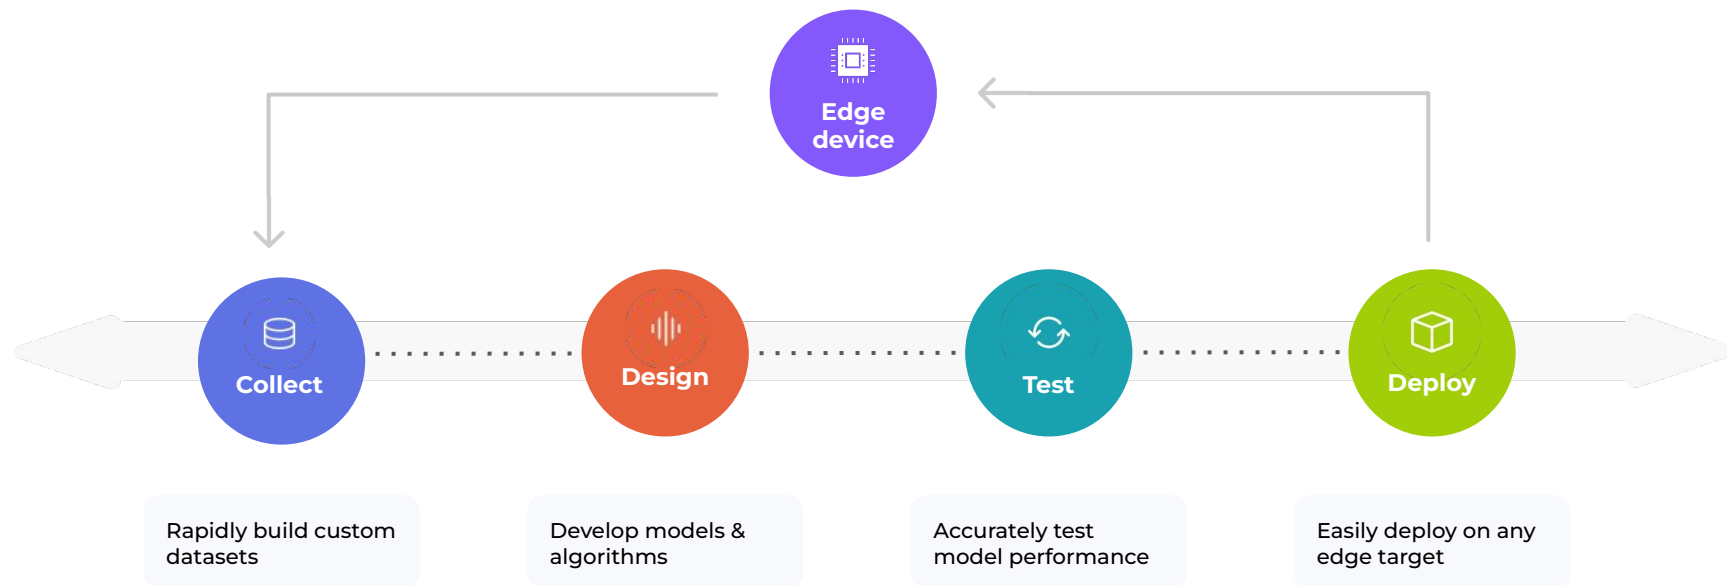 Edge
device
Collect
Design
Test
Deploy
Rapidly build custom
datasets
Develop models &
algorithms
Accurately test
model performance
Easily deploy on any
edge target